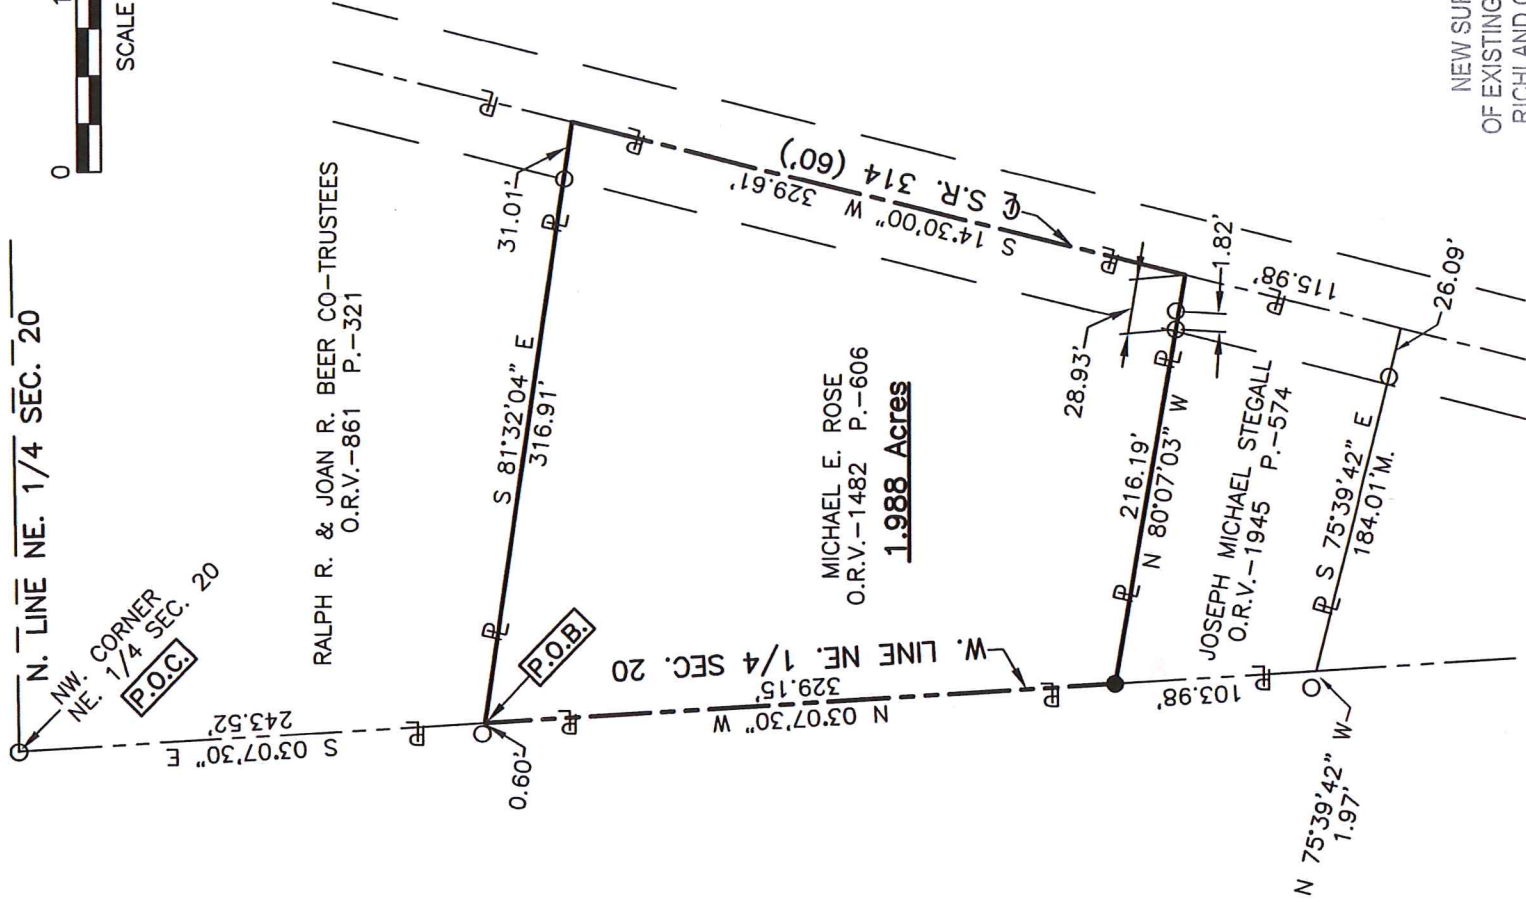 0
SCALE
N. LINE NE. 1/4 SEC. 20
NW. CORNER
NE. 1/4 SEC. 20
P.O.C.
S 03°07'30" E
243.52'
RALPH R. & JOAN R. BEER CO-TRUSTEES
O.R.V.-861 P.-321
31.01'
S 81°32'04" E
316.91'
P.O.B.
0.60'
N 03°07'30" W
329.15'
W. LINE NE. 1/4 SEC. 20
MICHAEL E. ROSE
O.R.V.-1482 P.-606
1.988 Acres
S 14°30'00" W
329.61'
℄ S.R. 314 (60')
28.93'
1.82'
216.19'
N 80°07'03" W
115.98'
26.09'
JOSEPH MICHAEL STEGALL
O.R.V.-1945 P.-574
S 75°39'42" E
184.01'M.
103.98'
N 75°39'42" W
1.97'
NEW
OF EXISTING
RICHLAND